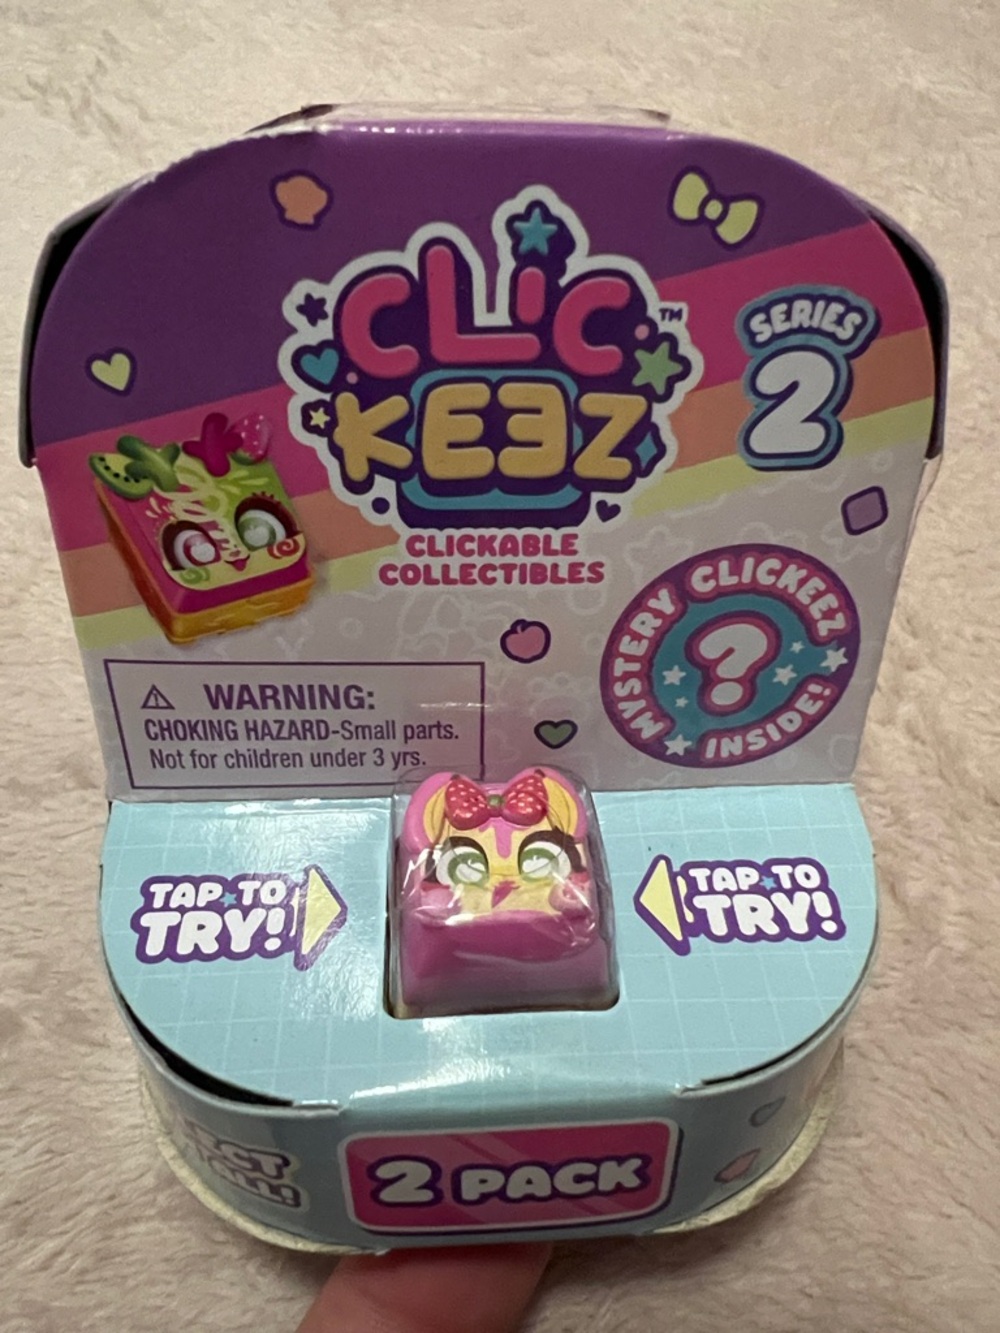 CLIC™
KEEZ
SERIES
2
CLICKABLE
COLLECTIBLES
MYSTERY CLICKEEZ
?
INSIDE!
⚠ WARNING:
CHOKING HAZARD-Small parts.
Not for children under 3 yrs.
TAP TO
TRY!
TAP TO
TRY!
2 PACK